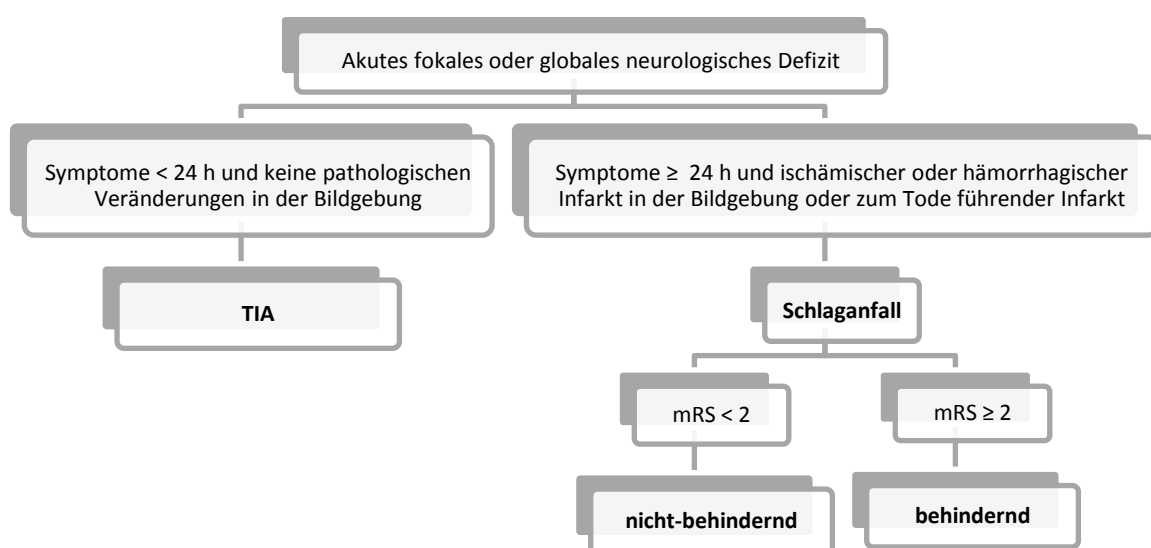 Akutes fokales oder globales neurologisches Defizit
Symptome < 24 h und keine pathologischen
Veränderungen in der Bildgebung
Symptome ≥ 24 h und ischämischer oder hämorrhagischer
Infarkt in der Bildgebung oder zum Tode führender Infarkt
TIA
Schlaganfall
mRS < 2
mRS ≥ 2
nicht-behindernd
behindernd